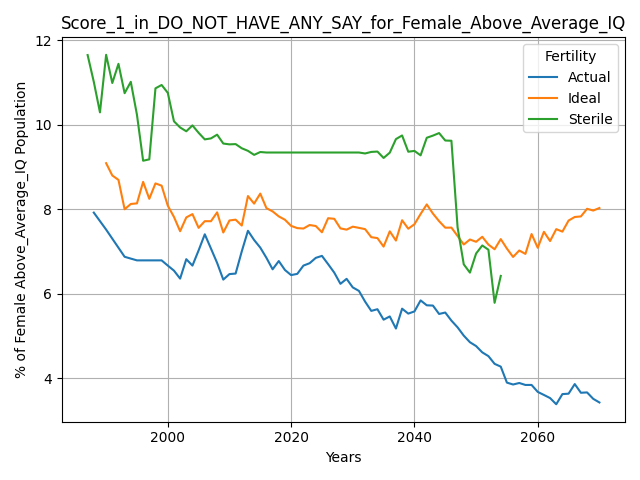 Score_1_in_DO_NOT_HAVE_ANY_SAY_for_Female_Above_Average_IQ
12
10
8
6
4
% of Female Above_Average_IQ Population
Fertility
Actual
Ideal
Sterile
2000
2020
2040
2060
Years